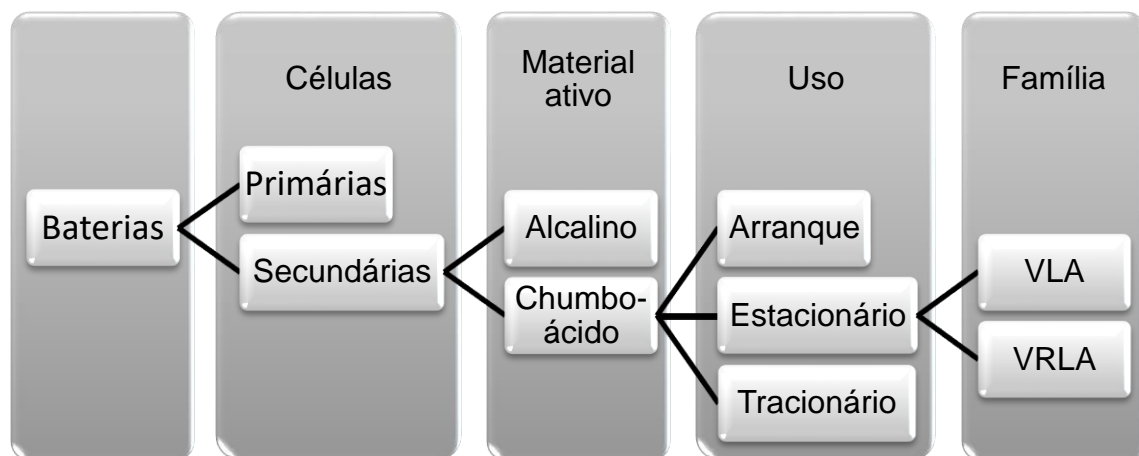 Células
Material
ativo
Uso
Família
Baterias
Primárias
Secundárias
Alcalino
Chumbo-
ácido
Arranque
Estacionário
Tracionário
VLA
VRLA